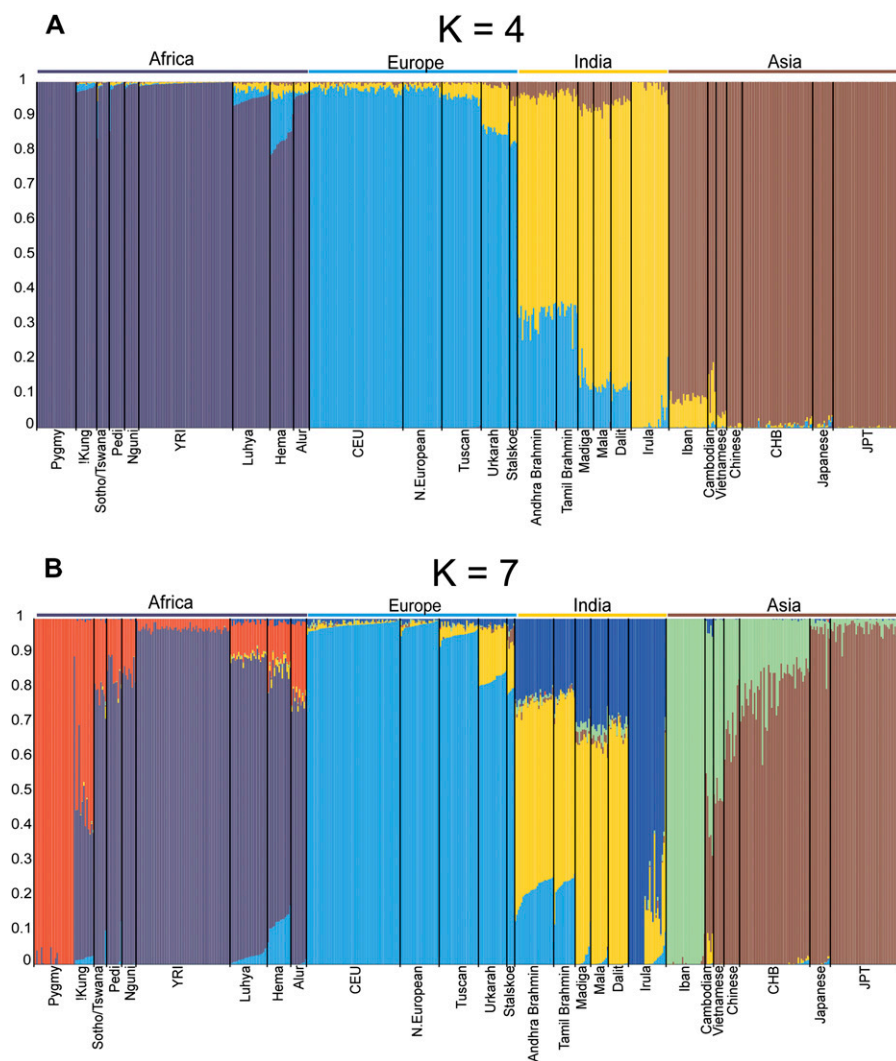 A
K = 4
Africa
Europe
India
Asia
1
0.9
0.8
0.7
0.6
0.5
0.4
0.3
0.2
0.1
0
Pygmy
!Kung
Sotho/Tswana
Pedi
Nguni
YRI
Luhya
Hema
Alur
CEU
N.European
Tuscan
Urkarah
Stalskoe
Andhra Brahmin
Tamil Brahmin
Madiga
Mala
Dalit
Irula
Iban
Cambodian
Vietnamese
Chinese
CHB
Japanese
JPT
B
K = 7
Africa
Europe
India
Asia
1
0.9
0.8
0.7
0.6
0.5
0.4
0.3
0.2
0.1
0
Pygmy
!Kung
Sotho/Tswana
Pedi
Nguni
YRI
Luhya
Hema
Alur
CEU
N.European
Tuscan
Urkarah
Stalskoe
Andhra Brahmin
Tamil Brahmin
Madiga
Mala
Dalit
Irula
Iban
Cambodian
Vietnamese
Chinese
CHB
Japanese
JPT